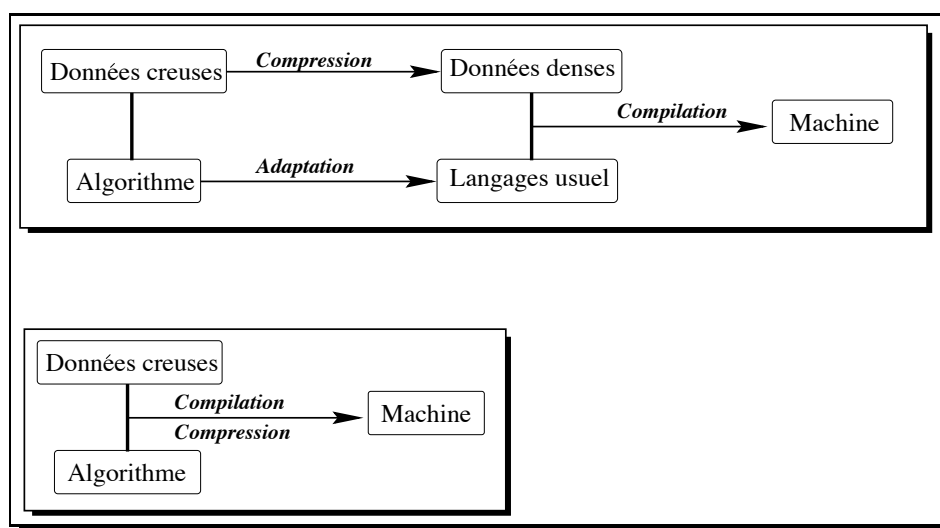 Données creuses
Compression
Données denses
Compilation
Machine
Algorithme
Adaptation
Langages usuel
Données creuses
Compilation
Compression
Machine
Algorithme